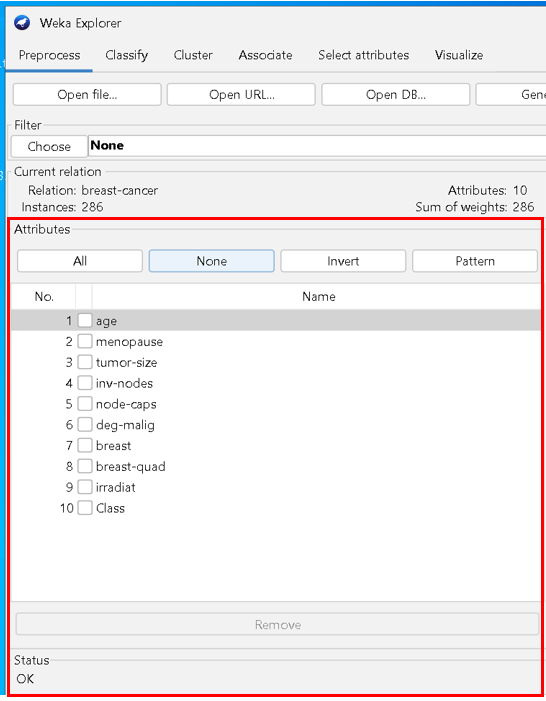 Weka Explorer
Preprocess Classify Cluster Associate Select attributes Visualize
Open file... Open URL... Open DB... Gene
Filter
Choose None
Current relation
Relation: breast-cancer Attributes: 10
Instances: 286 Sum of weights: 286
Attributes
All None Invert Pattern
No. Name
1 age
2 menopause
3 tumor-size
4 inv-nodes
5 node-caps
6 deg-malig
7 breast
8 breast-quad
9 irradiat
10 Class
Remove
Status
OK